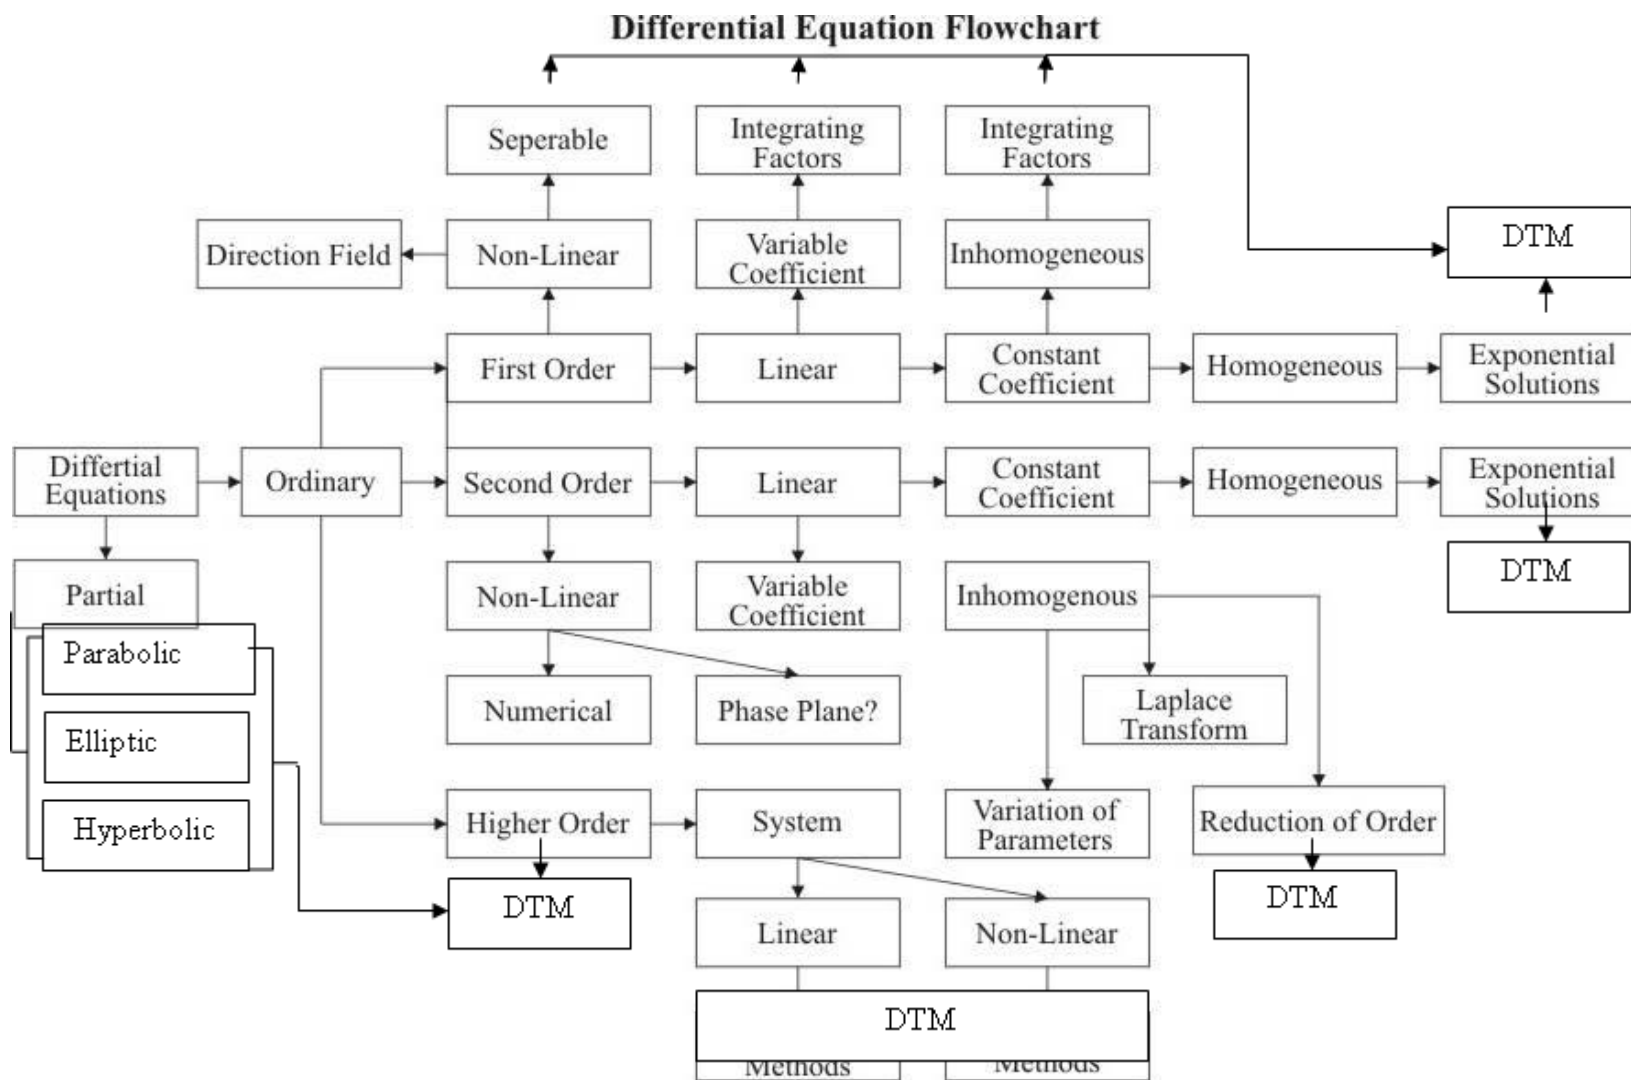 Differential Equation Flowchart
Seperable
Integrating
Factors
Integrating
Factors
Direction Field
Non-Linear
Variable
Coefficient
Inhomogeneous
DTM
First Order
Linear
Constant
Coefficient
Homogeneous
Exponential
Solutions
Differtial
Equations
Ordinary
Second Order
Linear
Constant
Coefficient
Homogeneous
Exponential
Solutions
DTM
Partial
Non-Linear
Variable
Coefficient
Inhomogenous
Parabolic
Elliptic
Hyperbolic
Numerical
Phase Plane?
Laplace
Transform
Higher Order
System
Variation of
Parameters
Reduction of Order
DTM
DTM
Linear
Non-Linear
DTM
Methods
Methods